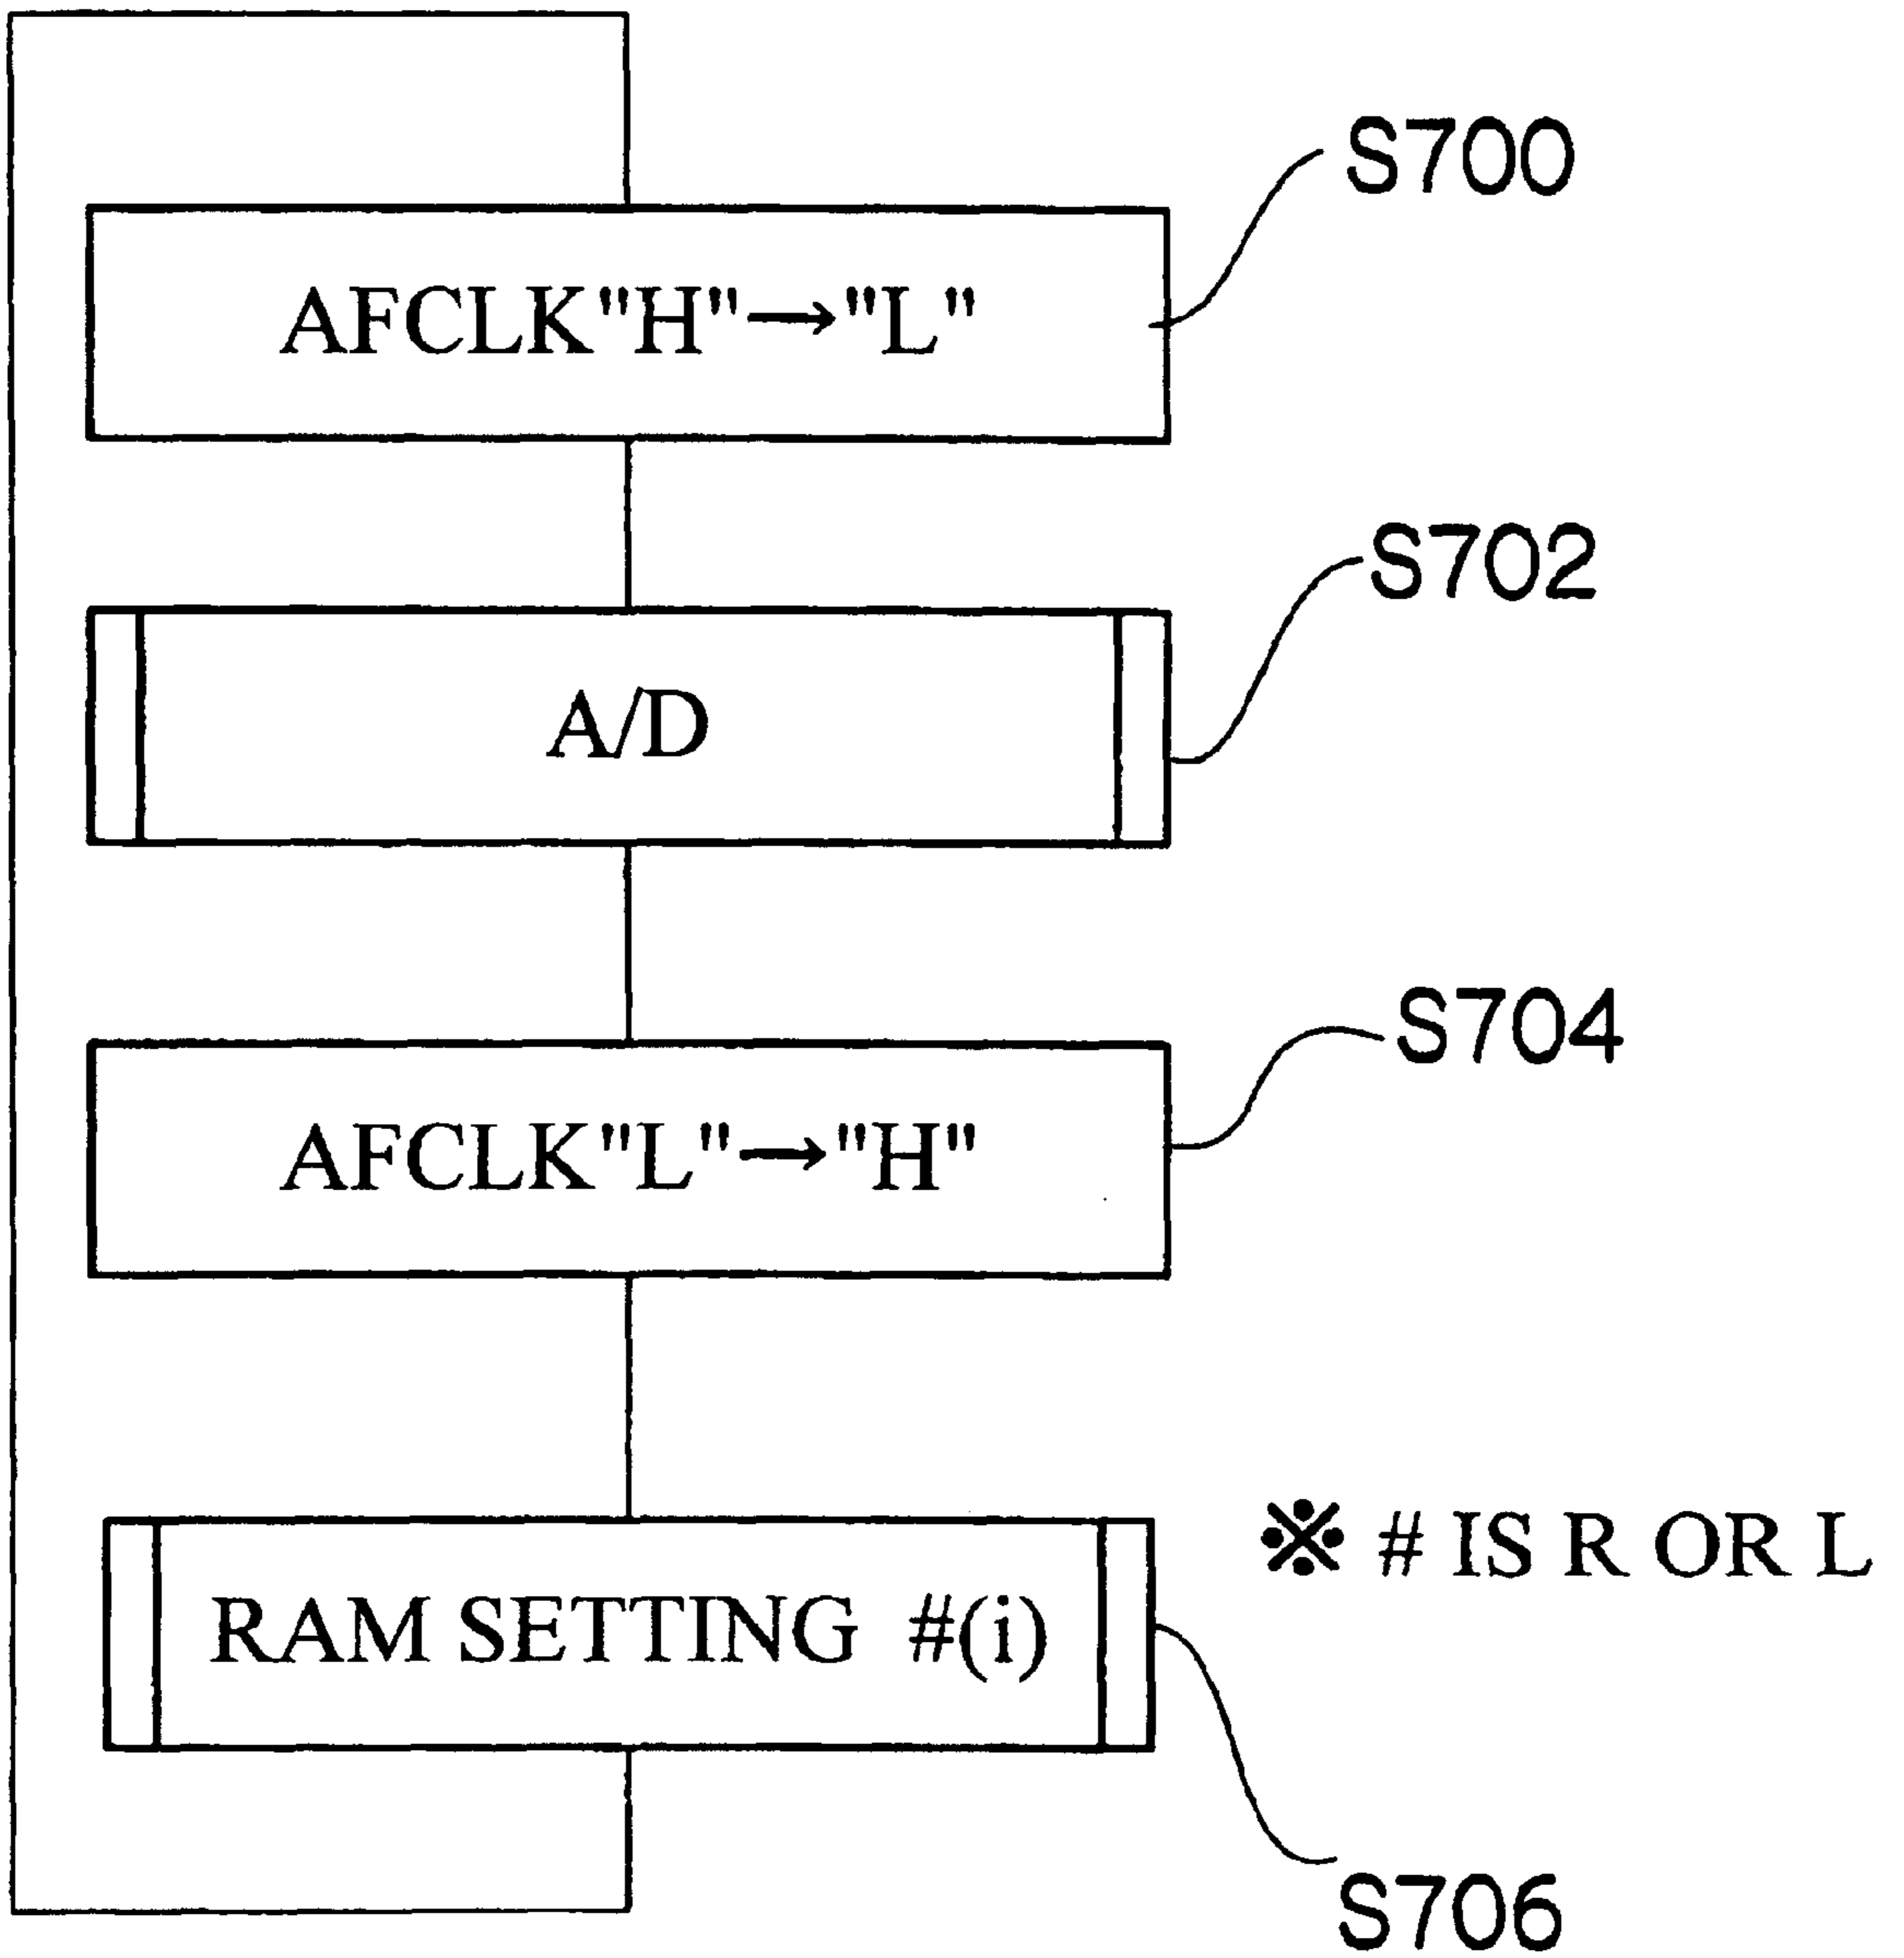 S700
AFCLK"H"→"L"
S702
A/D
S704
AFCLK"L"→"H"
※ # IS R OR L
RAM SETTING #(i)
S706